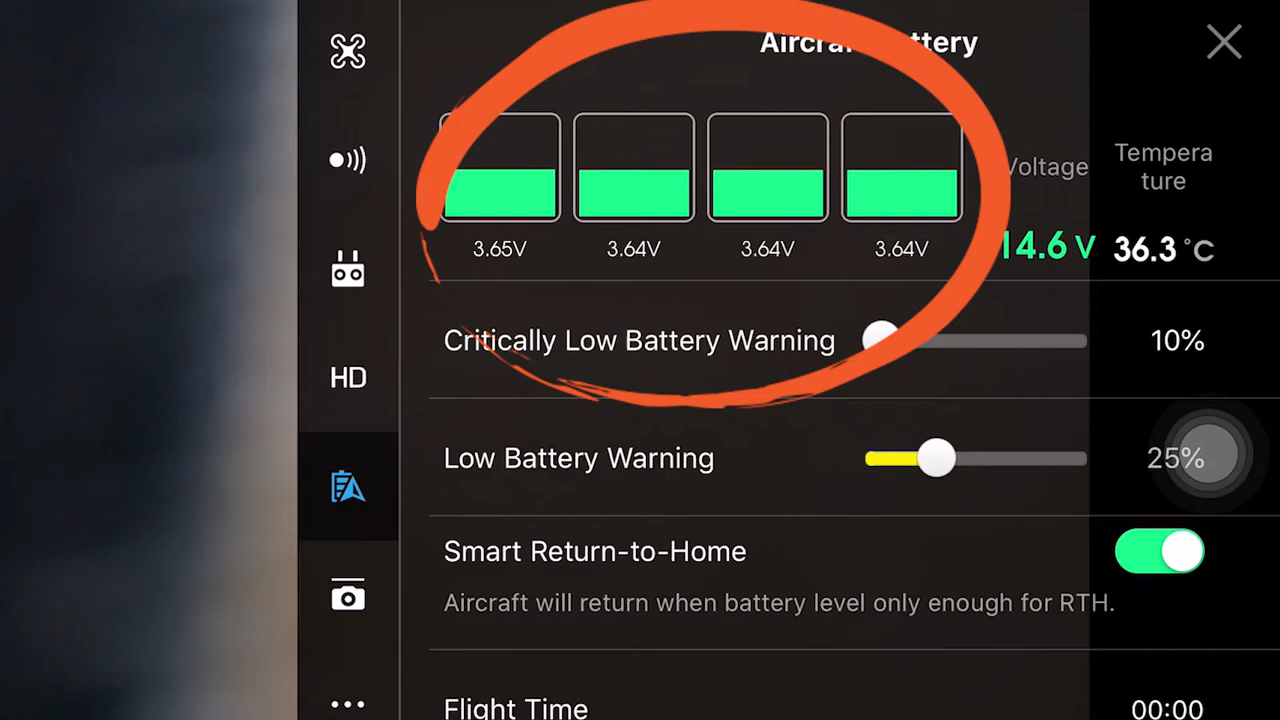 Aircraft Battery
Voltage
Tempera
ture
3.65V 3.64V 3.64V 3.64V
14.6 V 36.3 °C
Critically Low Battery Warning 10%
HD
Low Battery Warning 25%
Smart Return-to-Home
Aircraft will return when battery level only enough for RTH.
Flight Time 00:00